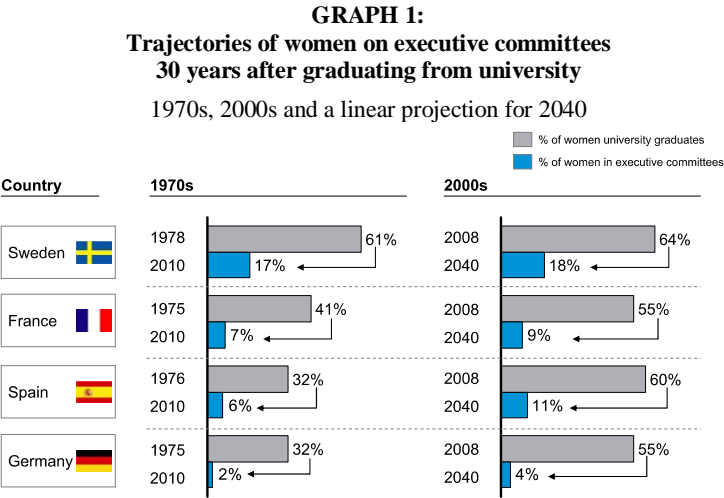 GRAPH 1:
Trajectories of women on executive committees
30 years after graduating from university
1970s, 2000s and a linear projection for 2040
% of women university graduates
% of women in executive committees
Country 1970s 2000s
Sweden 1978 61% 2008 64%
2010 17% 2040 18%
France 1975 41% 2008 55%
2010 7% 2040 9%
Spain 1976 32% 2008 60%
2010 6% 2040 11%
Germany 1975 32% 2008 55%
2010 2% 2040 4%